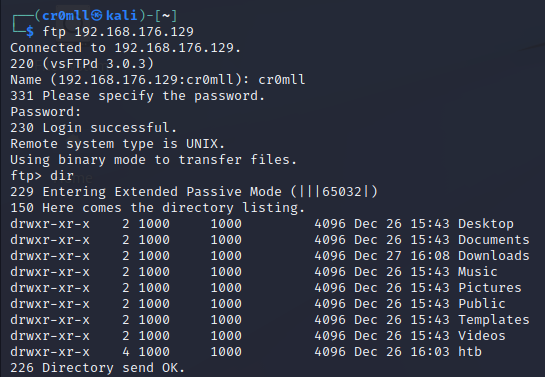 ┌──(cr0mll㉿kali)-[~]
└─$ ftp 192.168.176.129
Connected to 192.168.176.129.
220 (vsFTPd 3.0.3)
Name (192.168.176.129:cr0mll): cr0mll
331 Please specify the password.
Password:
230 Login successful.
Remote system type is UNIX.
Using binary mode to transfer files.
ftp> dir
229 Entering Extended Passive Mode (|||65032|)
150 Here comes the directory listing.
drwxr-xr-x    2 1000     1000         4096 Dec 26 15:43 Desktop
drwxr-xr-x    2 1000     1000         4096 Dec 26 15:43 Documents
drwxr-xr-x    2 1000     1000         4096 Dec 27 16:08 Downloads
drwxr-xr-x    2 1000     1000         4096 Dec 26 15:43 Music
drwxr-xr-x    2 1000     1000         4096 Dec 26 15:43 Pictures
drwxr-xr-x    2 1000     1000         4096 Dec 26 15:43 Public
drwxr-xr-x    2 1000     1000         4096 Dec 26 15:43 Templates
drwxr-xr-x    2 1000     1000         4096 Dec 26 15:43 Videos
drwxr-xr-x    4 1000     1000         4096 Dec 26 16:03 htb
226 Directory send OK.